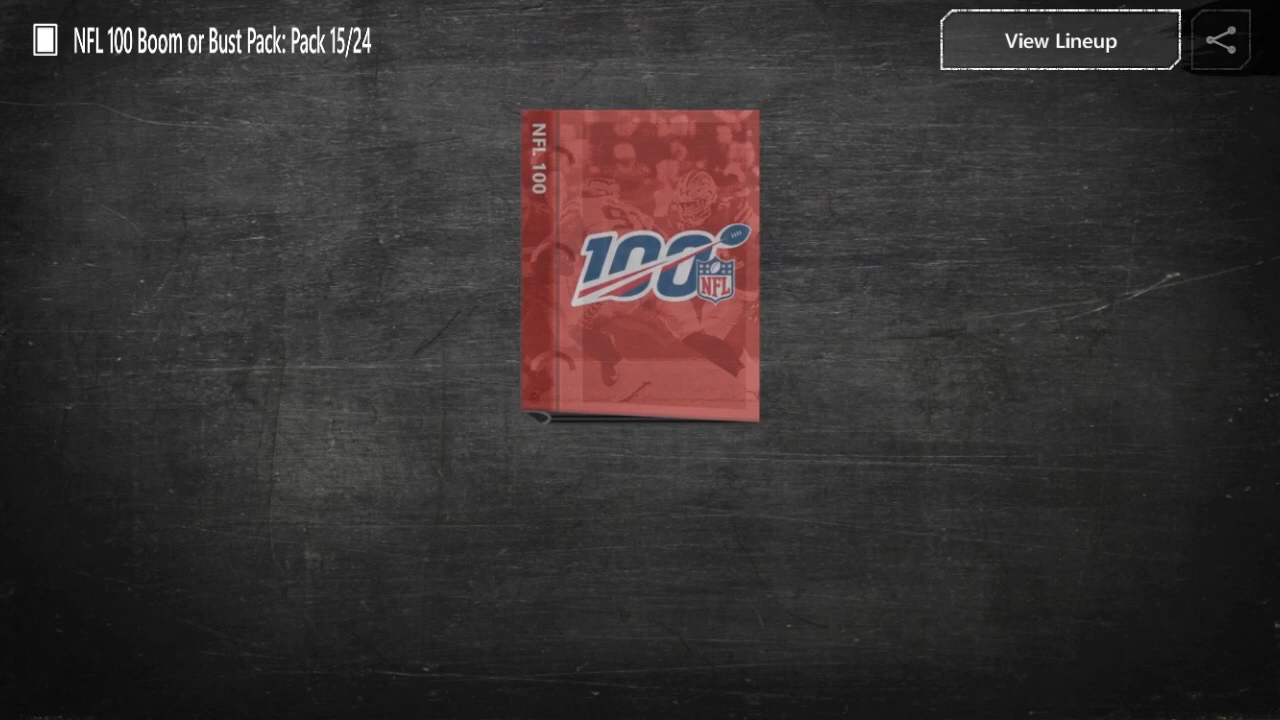 NFL 100 Boom or Bust Pack: Pack 15/24
View Lineup
NFL 100
100
NFL